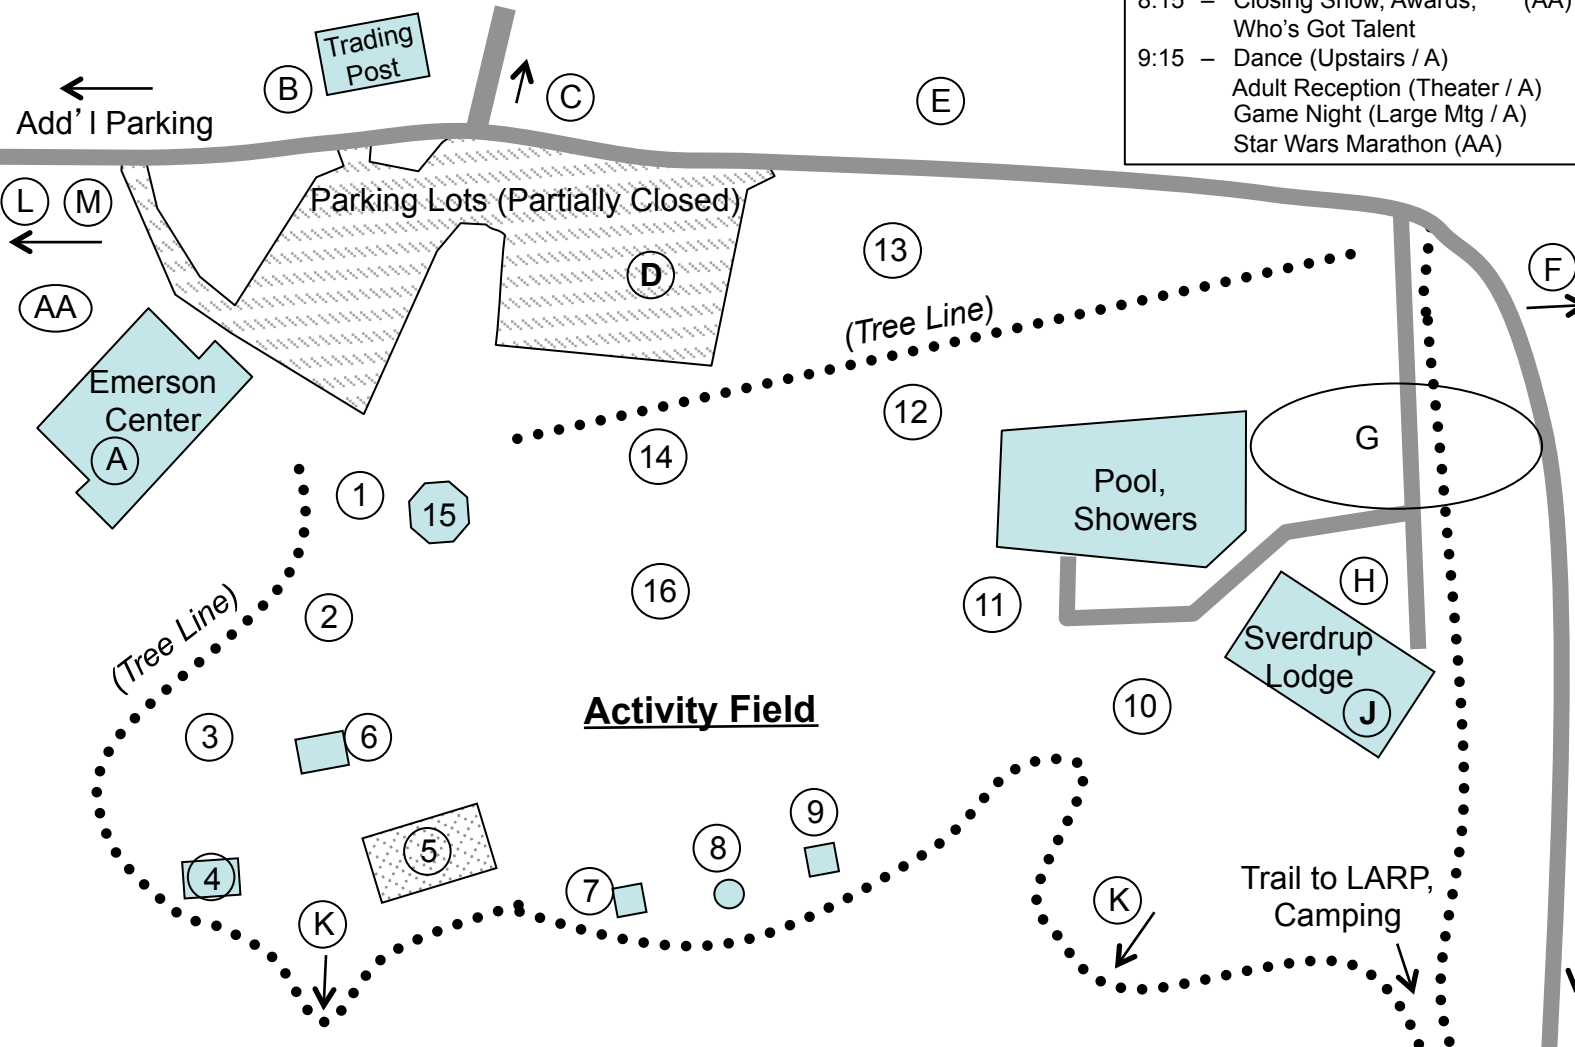 8:15 – Closing Show, Awards, (AA)
Who's Got Talent
9:15 – Dance (Upstairs / A)
Adult Reception (Theater / A)
Game Night (Large Mtg / A)
Star Wars Marathon (AA)
Trading
Post
B
C
E
Add' l Parking
L M
Parking Lots (Partially Closed)
D
13
F
AA
(Tree Line)
Emerson
Center
A
12
14
G
1
15
Pool,
Showers
16
11
H
2
(Tree Line)
Sverdrup
Lodge
J
Activity Field
10
3
6
9
8
5
4
7
K
K
Trail to LARP,
Camping